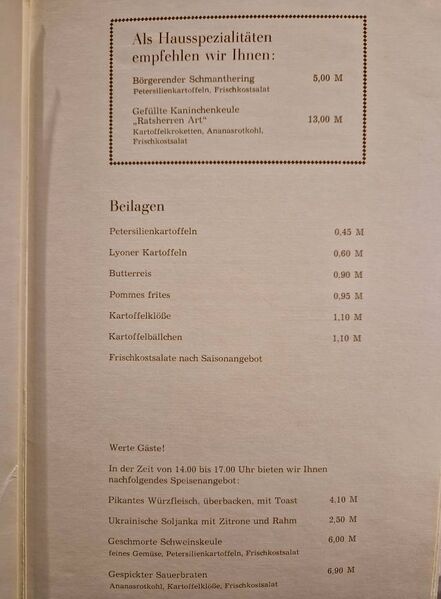 Als Hausspezialitäten
empfehlen wir Ihnen:
Börgerender Schmanthering 5,00 M
Petersilienkartoffeln, Frischkostsalat
Gefüllte Kaninchenkeule
„Ratsherren Art“ 13,00 M
Kartoffelkroketten, Ananasrotkohl,
Frischkostsalat
Beilagen
Petersilienkartoffeln 0,45 M
Lyoner Kartoffeln 0,60 M
Butterreis 0,90 M
Pommes frites 0,95 M
Kartoffelklöße 1,10 M
Kartoffelbällchen 1,10 M
Frischkostsalate nach Saisonangebot
Werte Gäste!
In der Zeit von 14.00 bis 17.00 Uhr bieten wir Ihnen
nachfolgendes Speisenangebot:
Pikantes Würzfleisch, überbacken, mit Toast 4,10 M
Ukrainische Soljanka mit Zitrone und Rahm 2,50 M
Geschmorte Schweinskeule 6,00 M
feines Gemüse, Petersilienkartoffeln, Frischkostsalat
Gespickter Sauerbraten 6,90 M
Ananasrotkohl, Kartoffelklöße, Frischkostsalat